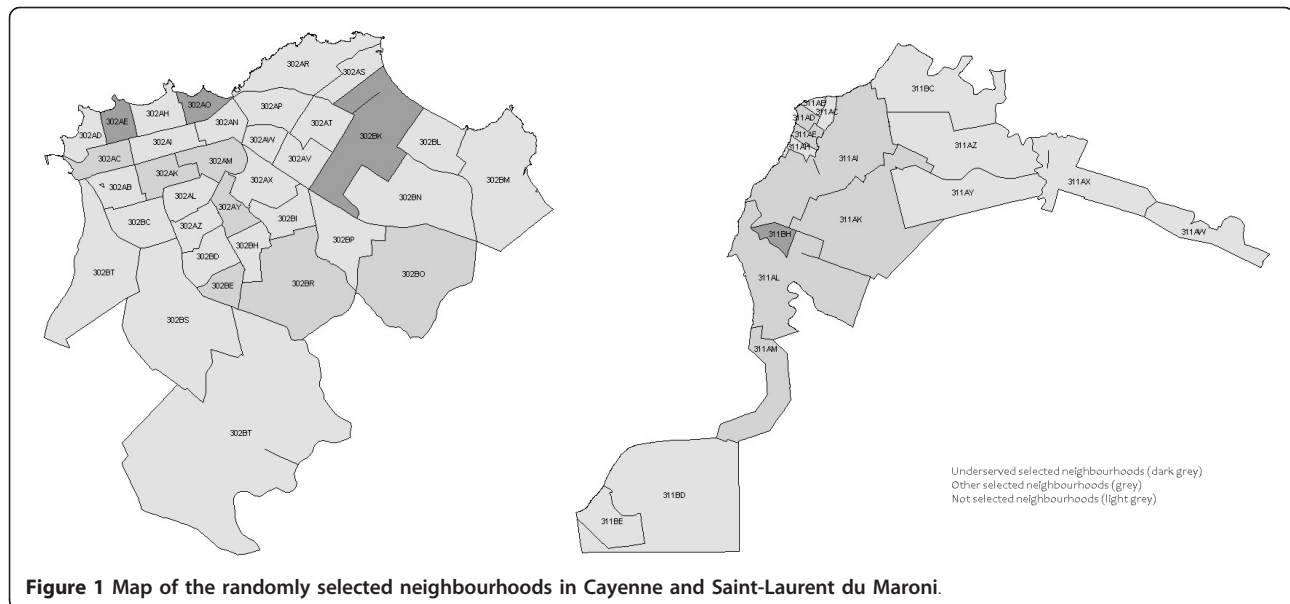 302AR
302AS
302AO
302AE
302AH
302AP
302AD
302AN
302AT
302BK
302AI
302AW
302BL
302AC
302AM
302AV
302AK
302AX
302BM
302AB
302AL
302BN
302AY
302BC
302AZ
302BI
302BH
302BP
302BD
302BT
302BE
302BR
302BO
302BS
302BT
311BC
311AB
311AC
311AD
311AE
311AH
311AI
311AZ
311AX
311AY
311AK
311BH
311AW
311AL
311AM
311BD
311BE
Underserved selected neighbourhoods (dark grey)
Other selected neighbourhoods (grey)
Not selected neighbourhoods (light grey)
Figure 1 Map of the randomly selected neighbourhoods in Cayenne and Saint-Laurent du Maroni.